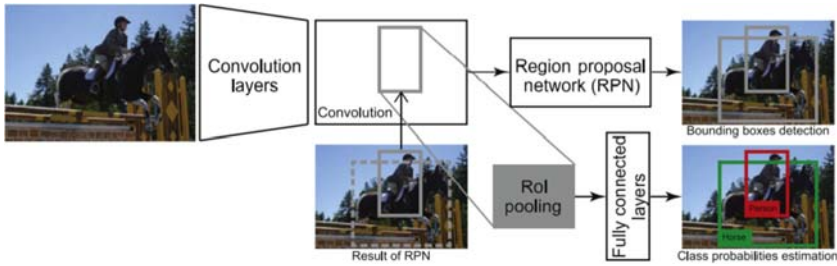 Convolution
layers
Convolution
Region proposal
network (RPN)
Bounding boxes detection
Result of RPN
RoI
pooling
Fully connected
layers
Person
Horse
Class probabilities estimation